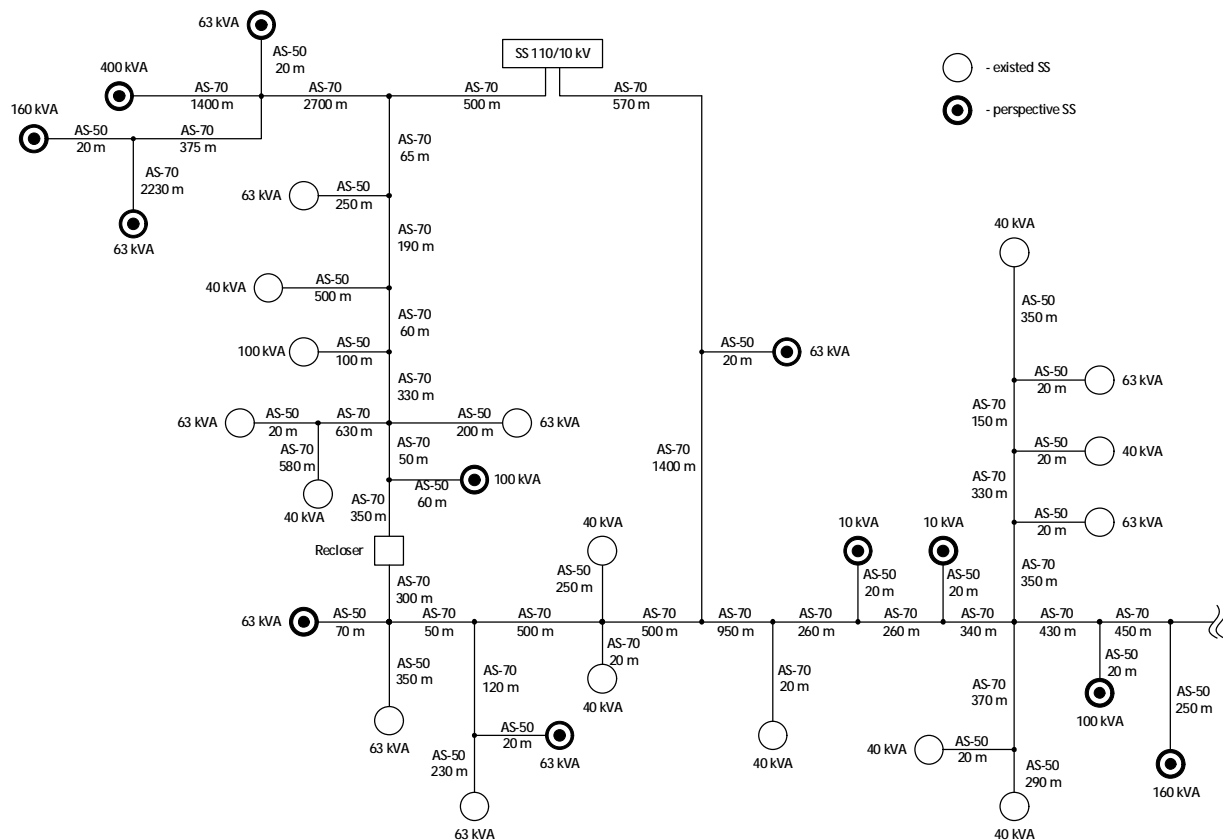 63 kVA
AS-50
20 m
SS 110/10 kV
- existed SS
400 kVA
AS-70
1400 m
AS-70
2700 m
AS-70
500 m
AS-70
570 m
- perspective SS
160 kVA
AS-50
20 m
AS-70
375 m
AS-70
65 m
AS-70
2230 m
63 kVA
63 kVA
AS-50
250 m
AS-70
190 m
40 kVA
40 kVA
AS-50
500 m
AS-50
350 m
AS-70
60 m
100 kVA
AS-50
100 m
AS-50
20 m
63 kVA
AS-50
20 m
63 kVA
AS-70
330 m
AS-70
150 m
63 kVA
AS-50
20 m
AS-70
630 m
AS-50
200 m
63 kVA
AS-70
580 m
AS-70
50 m
AS-70
1400 m
AS-50
20 m
40 kVA
40 kVA
AS-50
60 m
100 kVA
AS-70
330 m
AS-70
350 m
AS-50
20 m
63 kVA
Recloser
40 kVA
10 kVA
10 kVA
AS-50
250 m
AS-50
20 m
AS-50
20 m
AS-70
350 m
AS-70
300 m
63 kVA
AS-50
70 m
AS-70
50 m
AS-70
500 m
AS-70
500 m
AS-70
950 m
AS-70
260 m
AS-70
260 m
AS-70
340 m
AS-70
430 m
AS-70
450 m
AS-50
350 m
AS-70
120 m
AS-70
20 m
40 kVA
AS-70
20 m
AS-70
370 m
AS-50
20 m
100 kVA
AS-50
250 m
63 kVA
AS-50
20 m
63 kVA
AS-50
230 m
63 kVA
40 kVA
40 kVA
AS-50
20 m
AS-50
290 m
40 kVA
160 kVA